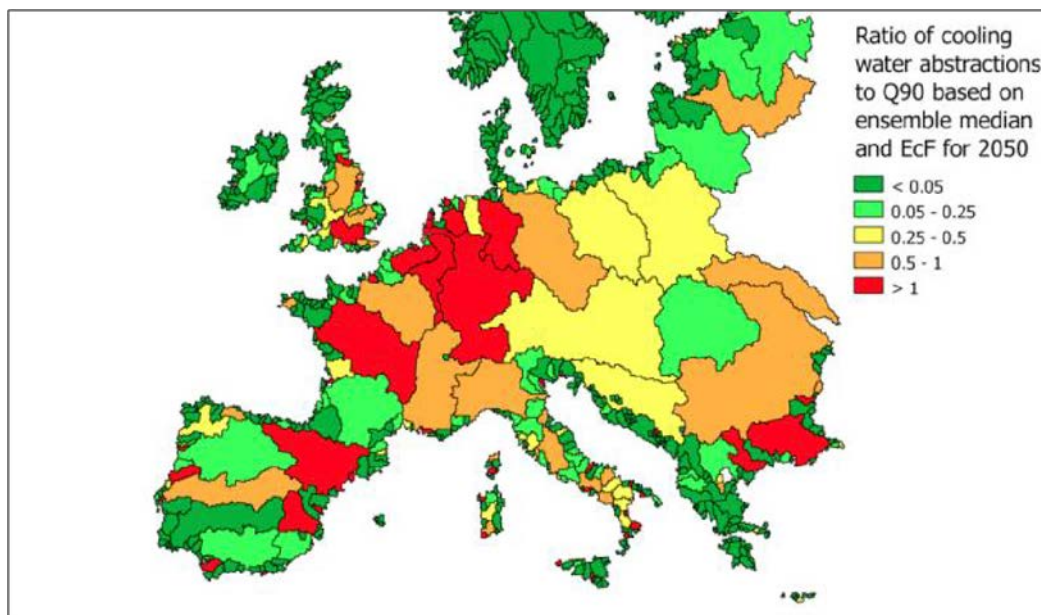 Ratio of cooling
water abstractions
to Q90 based on
ensemble median
and EcF for 2050
< 0.05
0.05 - 0.25
0.25 - 0.5
0.5 - 1
> 1